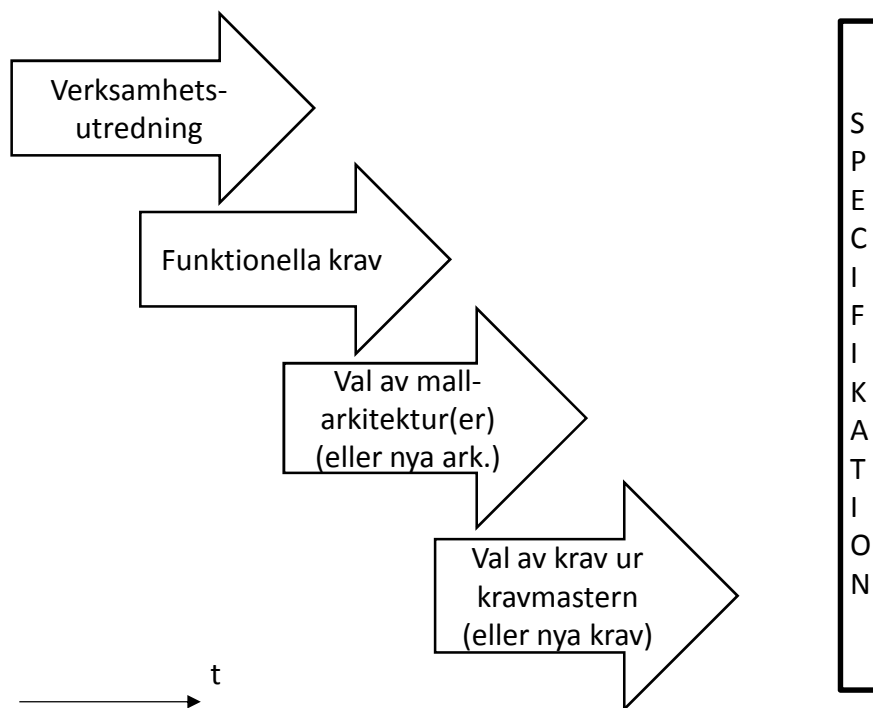 Verksamhets-
utredning
Funktionella krav
Val av mall-
arkitektur(er)
(eller nya ark.)
Val av krav ur
kravmastern
(eller nya krav)
t
S
P
E
C
I
F
I
K
A
T
I
O
N